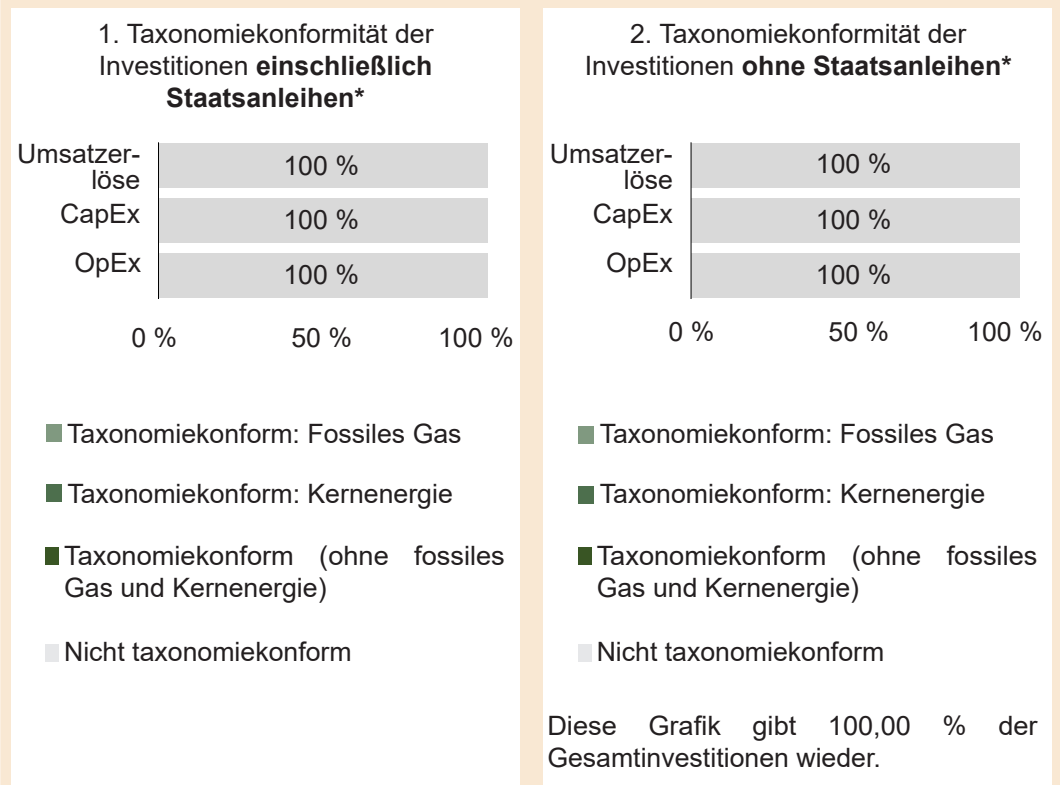 1. Taxonomiekonformität der
Investitionen einschließlich
Staatsanleihen*
Umsatzer-
löse
100 %
CapEx
100 %
OpEx
100 %
0 % 50 % 100 %
Taxonomiekonform: Fossiles Gas
Taxonomiekonform: Kernenergie
Taxonomiekonform (ohne fossiles
Gas und Kernenergie)
Nicht taxonomiekonform
2. Taxonomiekonformität der
Investitionen ohne Staatsanleihen*
Umsatzer-
löse
100 %
CapEx
100 %
OpEx
100 %
0 % 50 % 100 %
Taxonomiekonform: Fossiles Gas
Taxonomiekonform: Kernenergie
Taxonomiekonform (ohne fossiles
Gas und Kernenergie)
Nicht taxonomiekonform
Diese Grafik gibt 100,00 % der
Gesamtinvestitionen wieder.